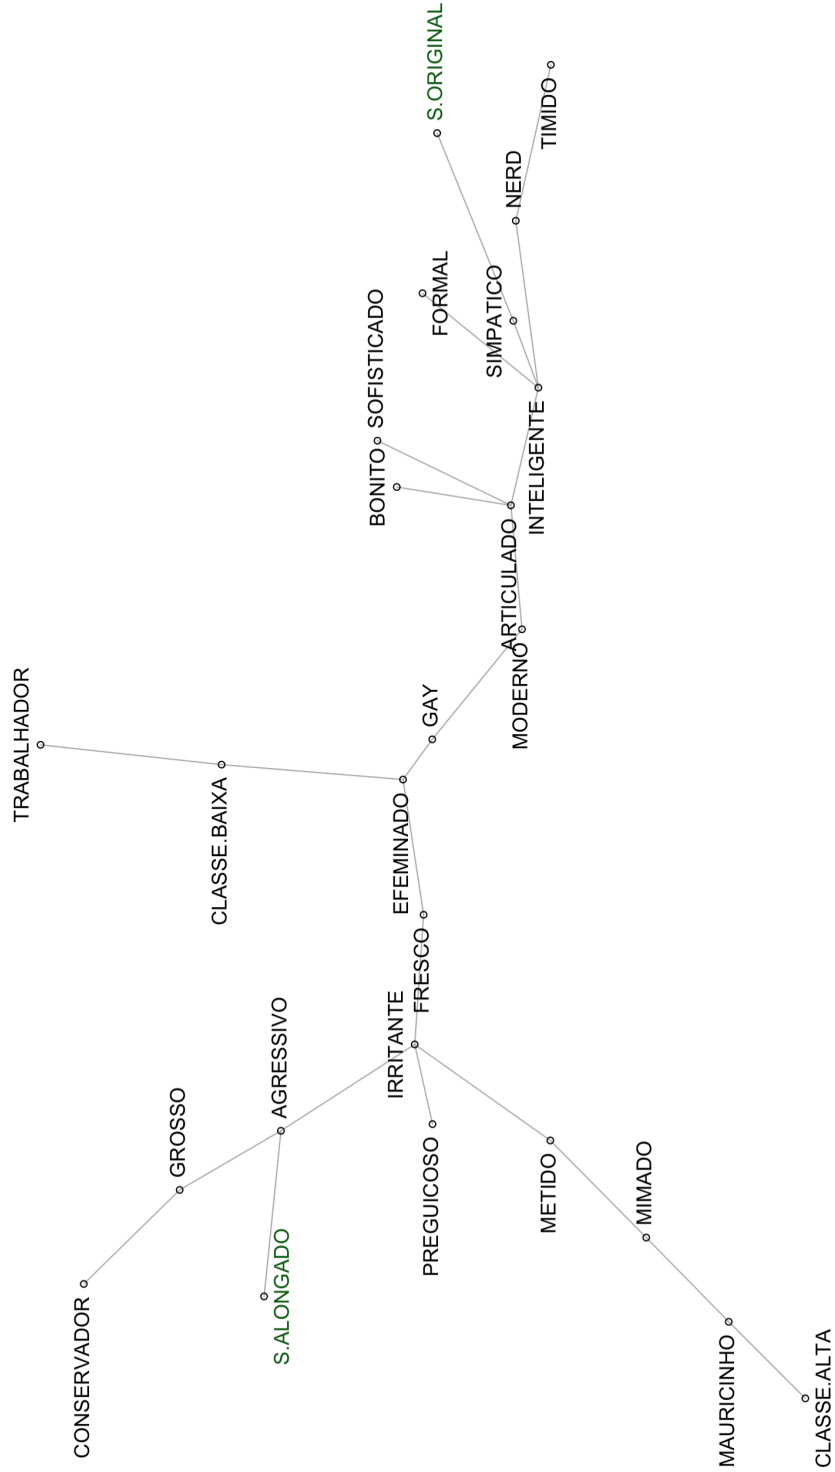 S.ORIGINAL
TIMIDO
NERD
FORMAL
SIMPATICO
SOFISTICADO
BONITO
INTELIGENTE
ARTICULADO
MODERNO
GAY
TRABALHADOR
CLASSE.BAIXA
EFEMINADO
FRESCO
IRRITANTE
AGRESSIVO
GROSSO
PREGUICOSO
METIDO
MIMADO
S.ALONGADO
CONSERVADOR
MAURICINHO
CLASSE.ALTA